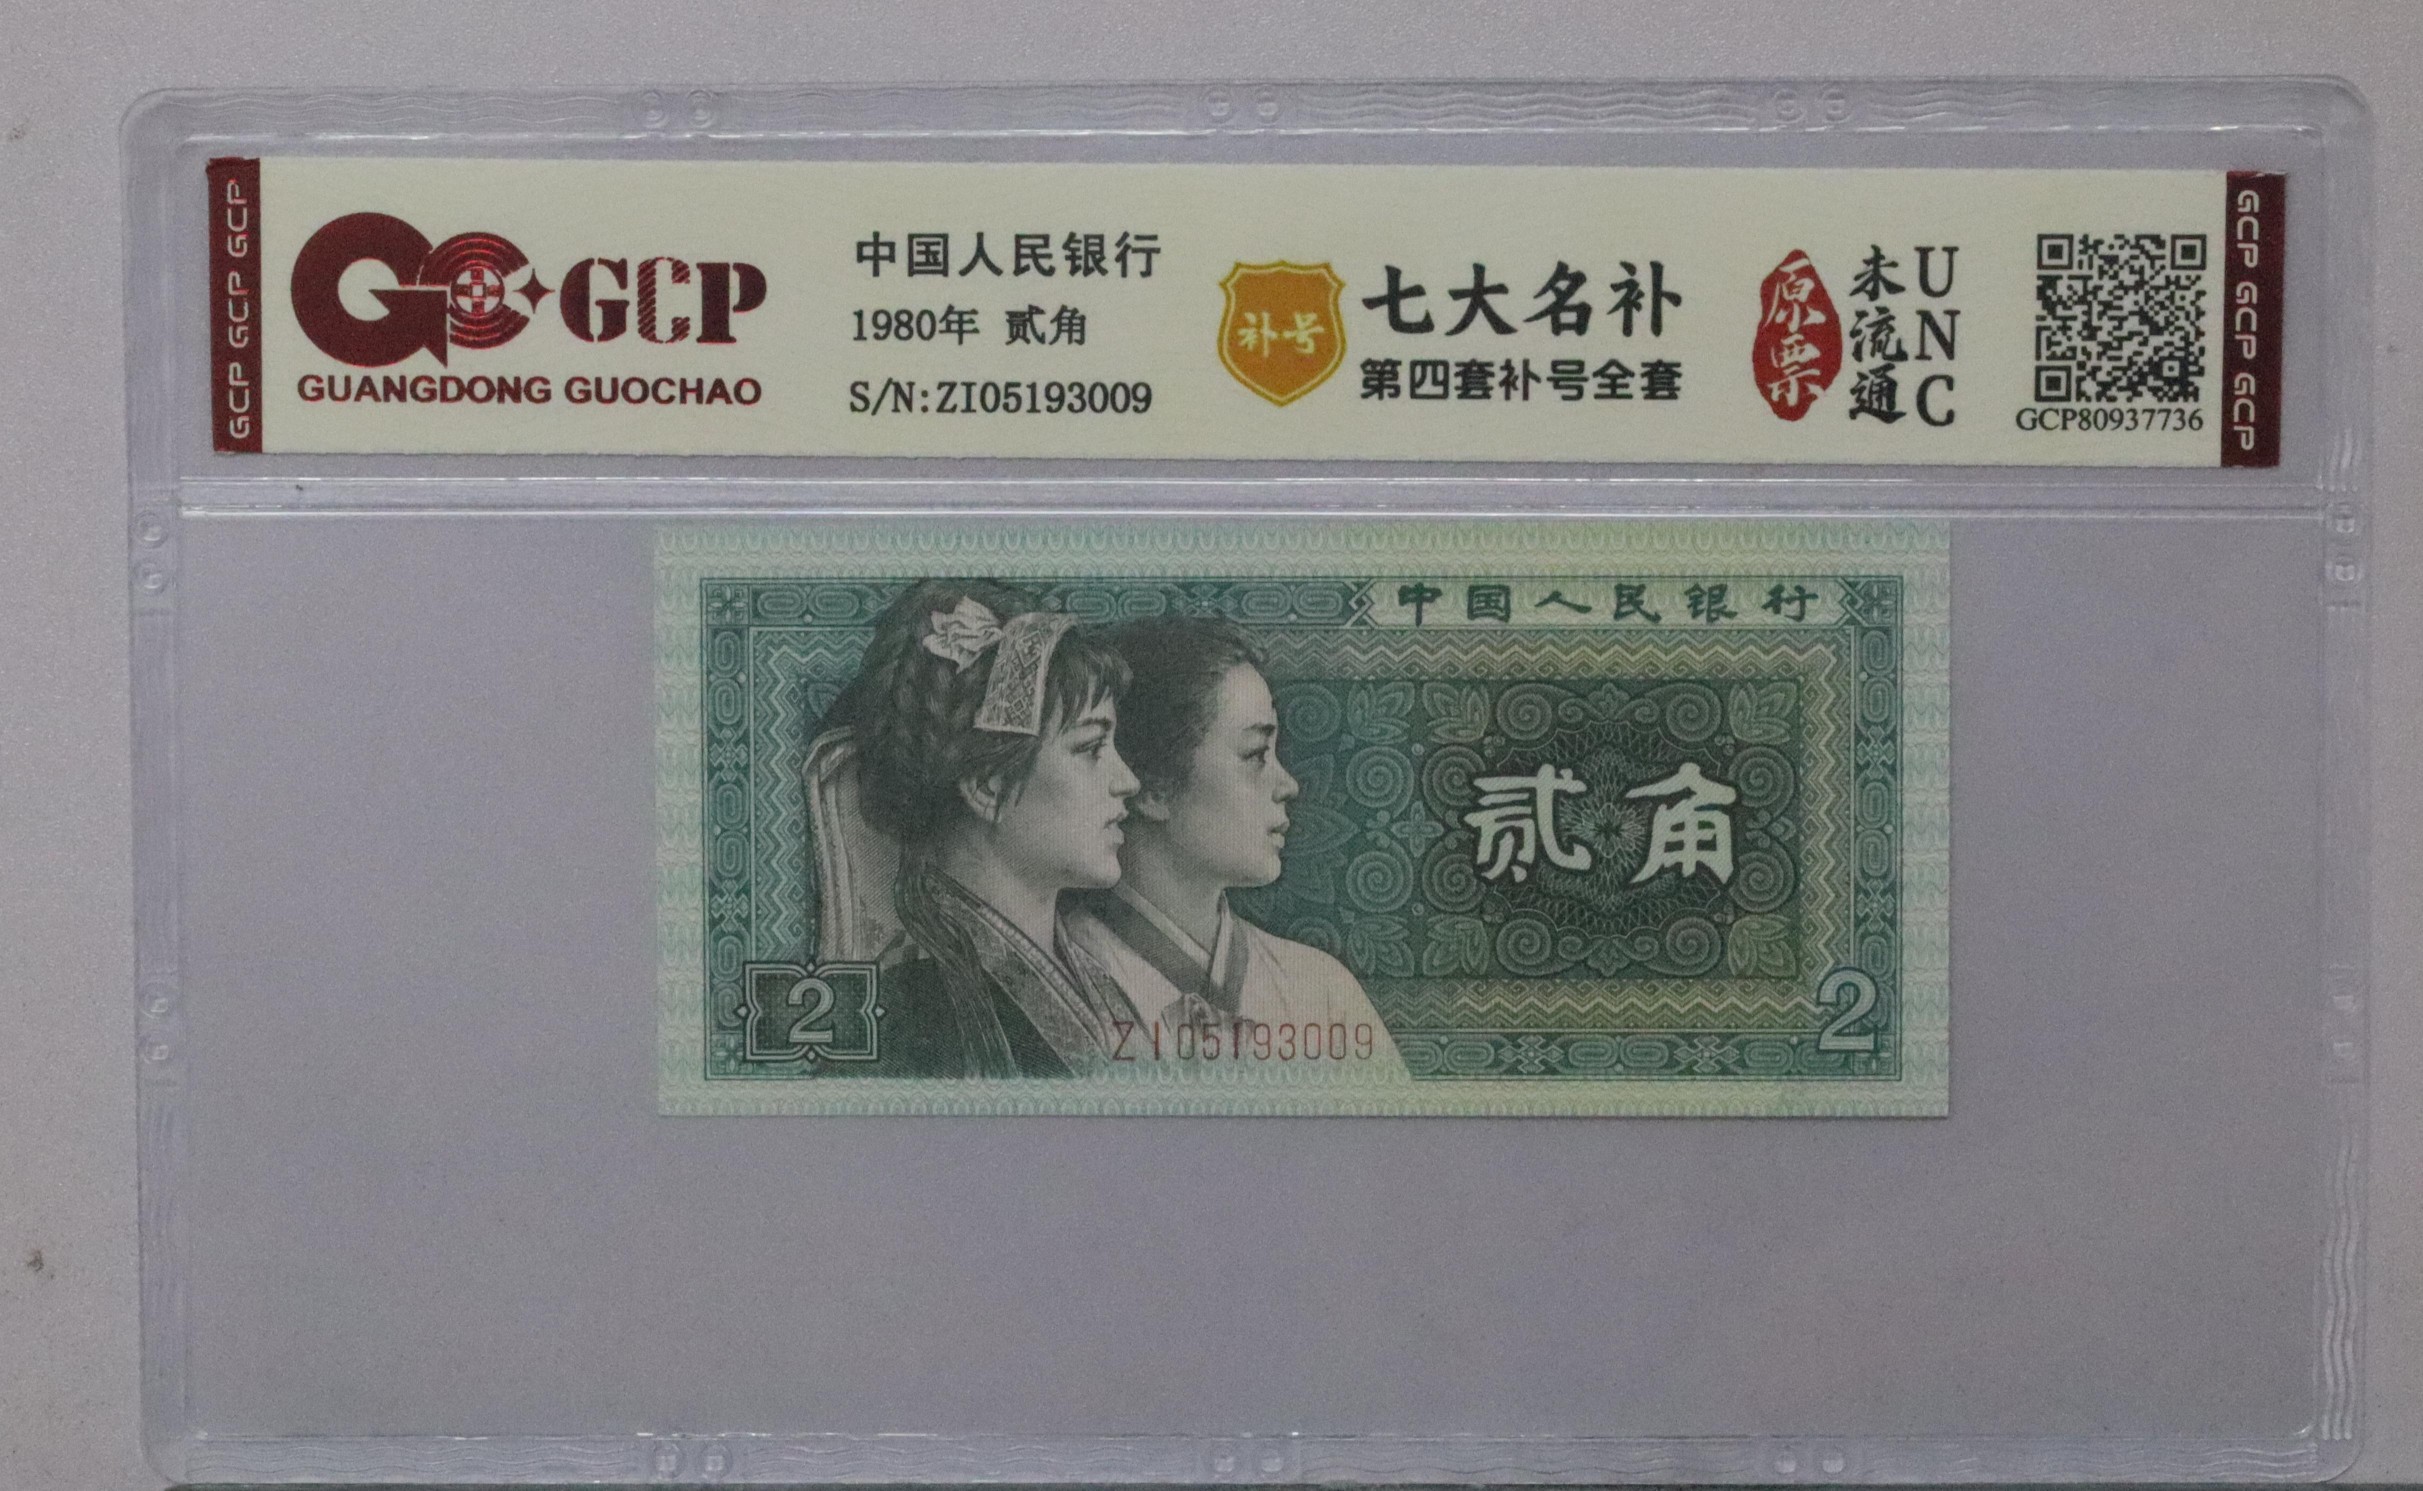 GCP GCP GCP
GCP
GUANGDONG GUOCHAO
中国人民银行
1980年 贰角
S/N:ZI05193009
补号
七大名补
第四套补号全套
原票
未流通
UNC
GCP80937736
GCP GCP GCP
中国人民银行
贰角
2
ZI05193009
2